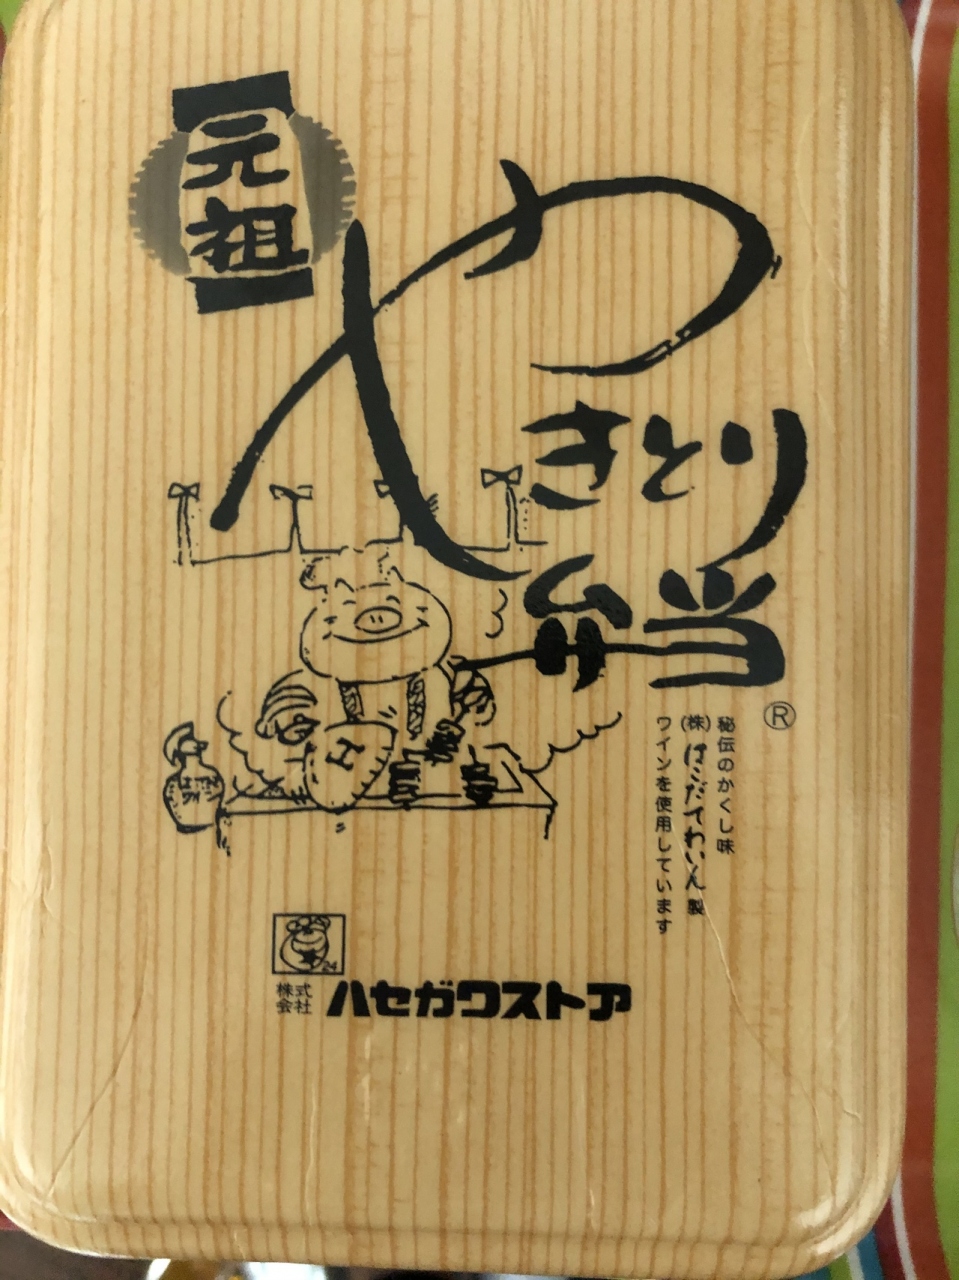 元祖
やきとり
弁当
®
秘伝のかくし味
(株)はこだてわいん製
ワインを使用しています
24
株式会社
ハセガワストア